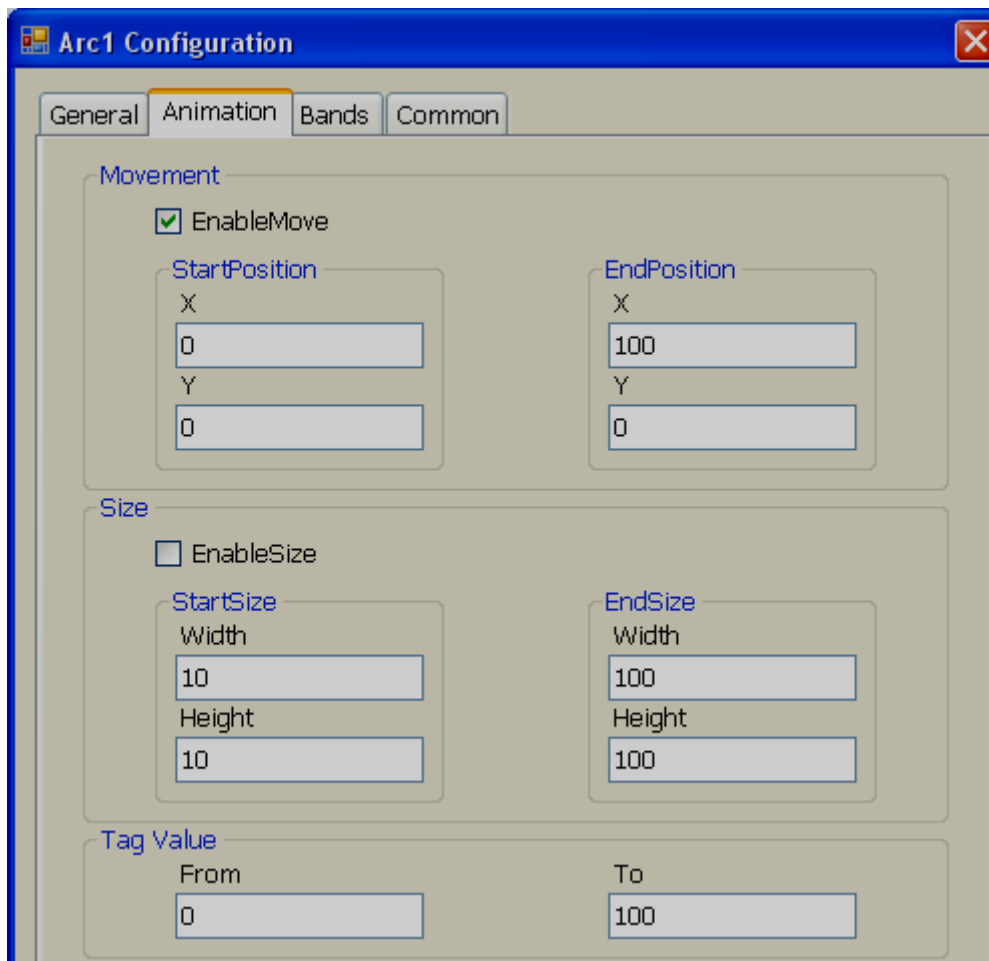 Arc1 Configuration
General Animation Bands Common
Movement
EnableMove
StartPosition EndPosition
X X
0 100
Y Y
0 0
Size
EnableSize
StartSize EndSize
Width Width
10 100
Height Height
10 100
Tag Value
From To
0 100